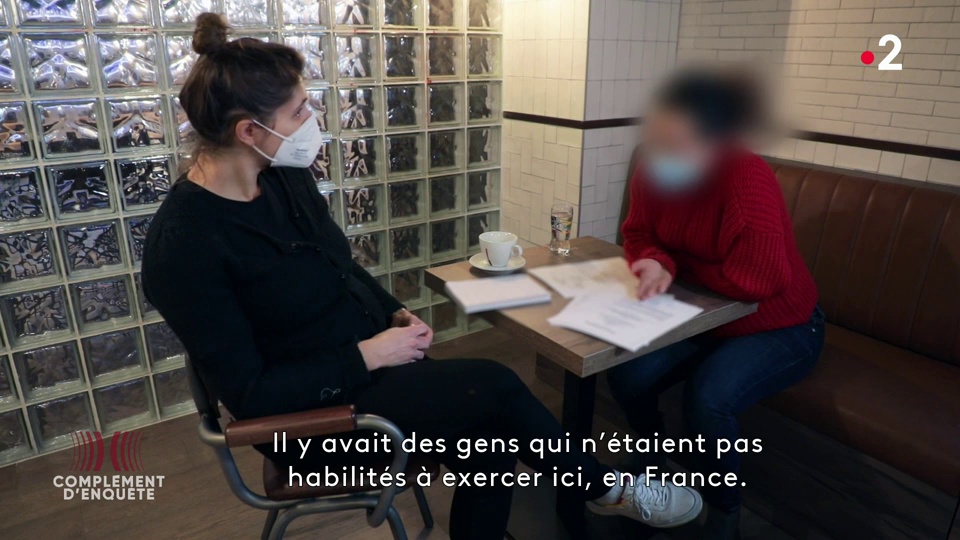 2
Il y avait des gens qui n'étaient pas
habilités à exercer ici, en France.
COMPLÉMENT
D'ENQUÊTE